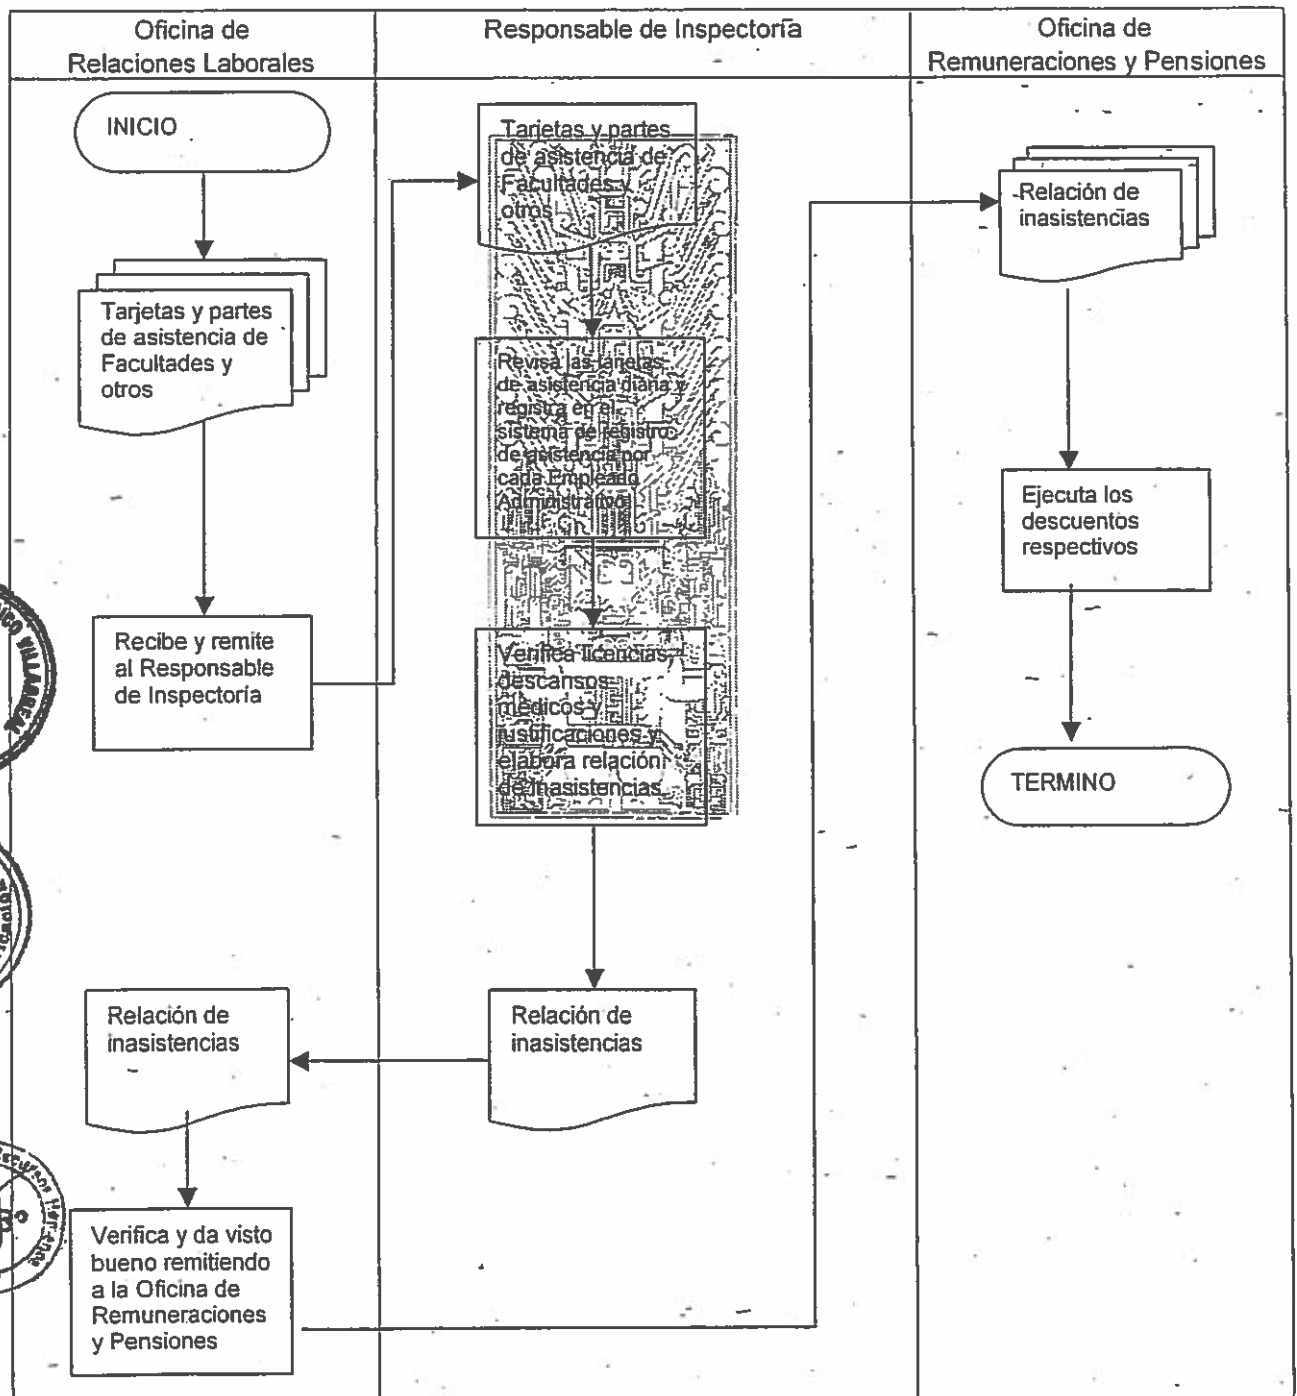 Oficina de
Relaciones Laborales
Responsable de Inspectoría
Oficina de
Remuneraciones y Pensiones
INICIO
Tarjetas y partes
de asistencia de
Facultades y
otros
Recibe y remite
al Responsable
de Inspectoría
Tarjetas y partes
de asistencia de
Facultades y
otros
Revisa las tarjetas
de asistencia diaria y
registra en el
sistema de registro
de asistencia por
cada Empleado
Administrativo
Verifica licencias,
descansos
médicos y
justificaciones y
elabora relación
de inasistencias
Relación de
inasistencias
Relación de
inasistencias
Verifica y da visto
bueno remitiendo
a la Oficina de
Remuneraciones
y Pensiones
Relación de
inasistencias
Ejecuta los
descuentos
respectivos
TERMINO
VILLARREAL
Recursos